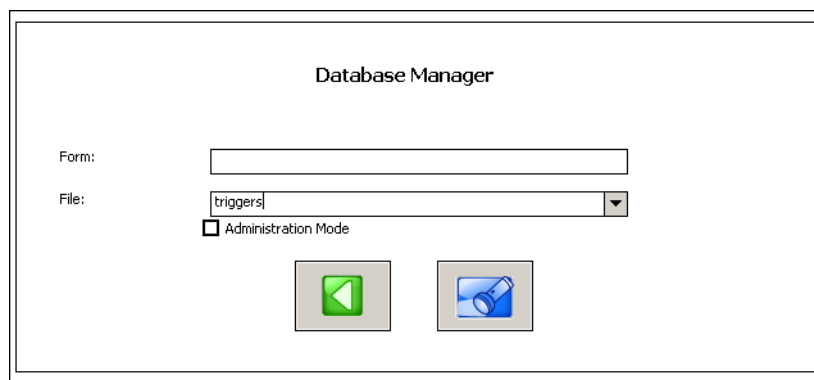 Database Manager
Form:
File:
triggers
Administration Mode